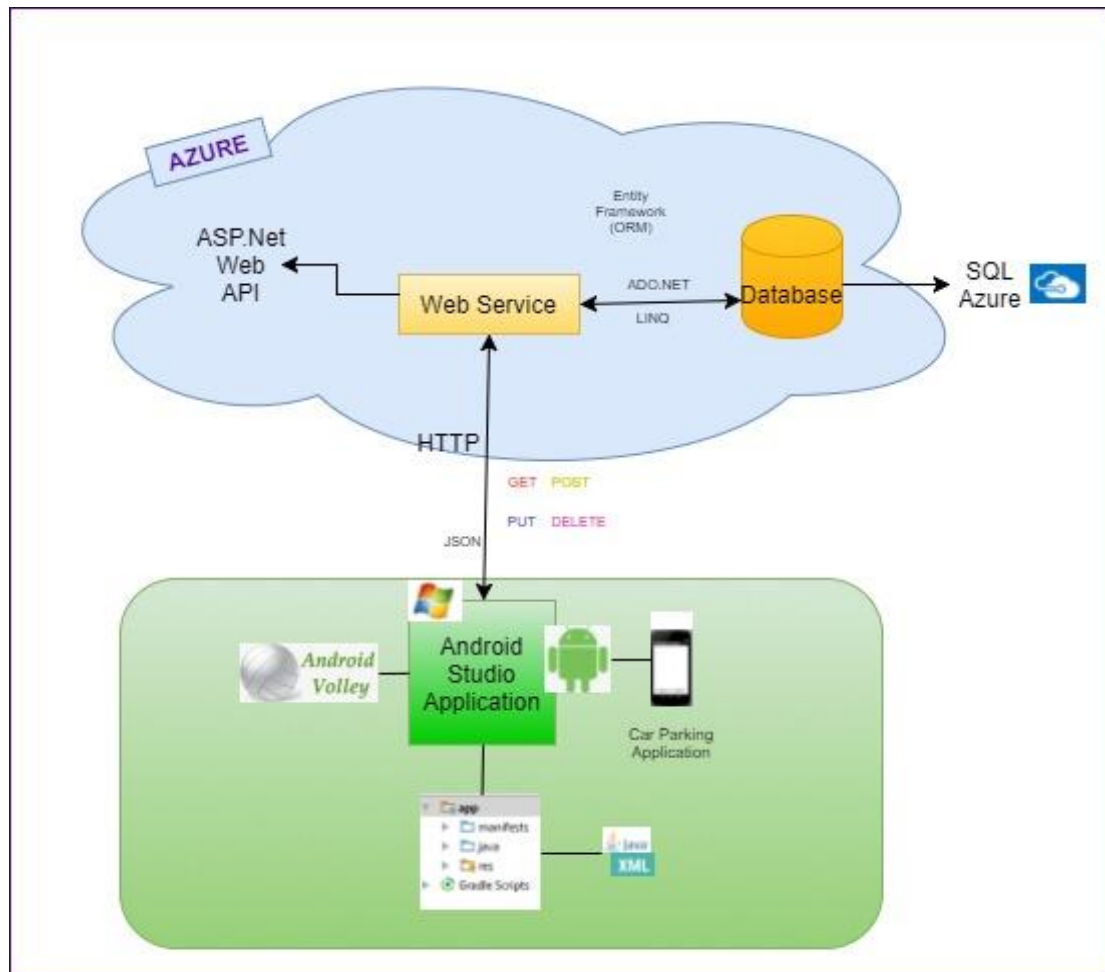 AZURE
Entity
Framework
(ORM)
ASP.Net
Web
API
Web Service
ADO.NET
LINQ
Database
SQL
Azure
HTTP
GET POST
PUT DELETE
JSON
Android
Volley
Android
Studio
Application
Car Parking
Application
app
manifests
java
res
Gradle Scripts
Java
XML